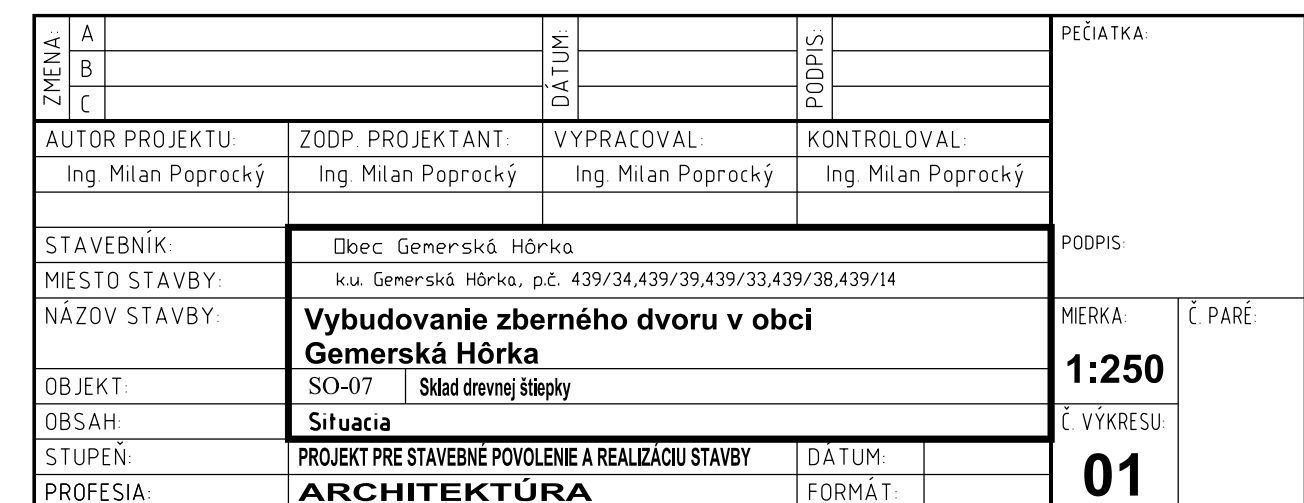 ZMENA: A DÁTUM: PODPIS: PEČIATKA:
B
C
AUTOR PROJEKTU: ZODP. PROJEKTANT: VYPRACOVAL: KONTROLOVAL:
Ing. Milan Poprocký Ing. Milan Poprocký Ing. Milan Poprocký Ing. Milan Poprocký
STAVEBNÍK: Obec Gemerská Hôrka PODPIS:
MIESTO STAVBY: k.u. Gemerská Hôrka, p.č. 439/34,439/39,439/33,439/38,439/14
NÁZOV STAVBY: Vybudovanie zberného dvoru v obci MIERKA: Č. PARÉ:
Gemerská Hôrka 1:250
OBJEKT: SO-07 Sklad drevnej štiepky
OBSAH: Situacia Č. VÝKRESU:
STUPEŇ: PROJEKT PRE STAVEBNÉ POVOLENIE A REALIZÁCIU STAVBY DÁTUM: 01
PROFESIA: ARCHITEKTÚRA FORMÁT: